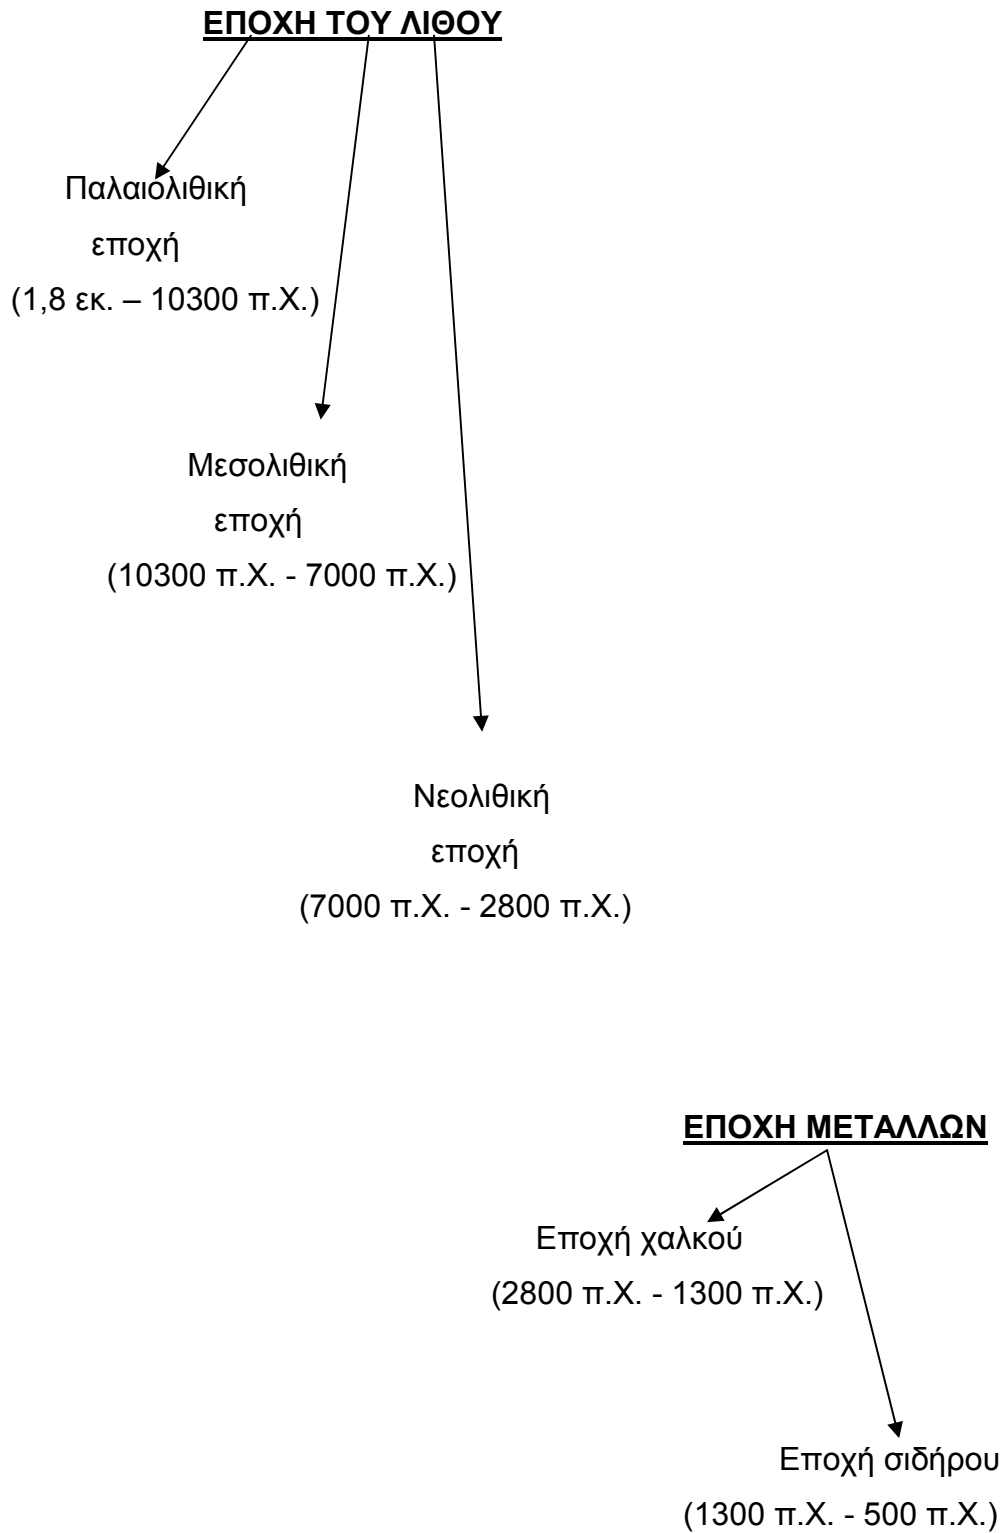 ΕΠΟΧΗ ΤΟΥ ΛΙΘΟΥ
Παλαιολιθική
εποχή
(1,8 εκ. – 10300 π.Χ.)
Μεσολιθική
εποχή
(10300 π.Χ. - 7000 π.Χ.)
Νεολιθική
εποχή
(7000 π.Χ. - 2800 π.Χ.)
ΕΠΟΧΗ ΜΕΤΑΛΛΩΝ
Εποχή χαλκού
(2800 π.Χ. - 1300 π.Χ.)
Εποχή σιδήρου
(1300 π.Χ. - 500 π.Χ.)